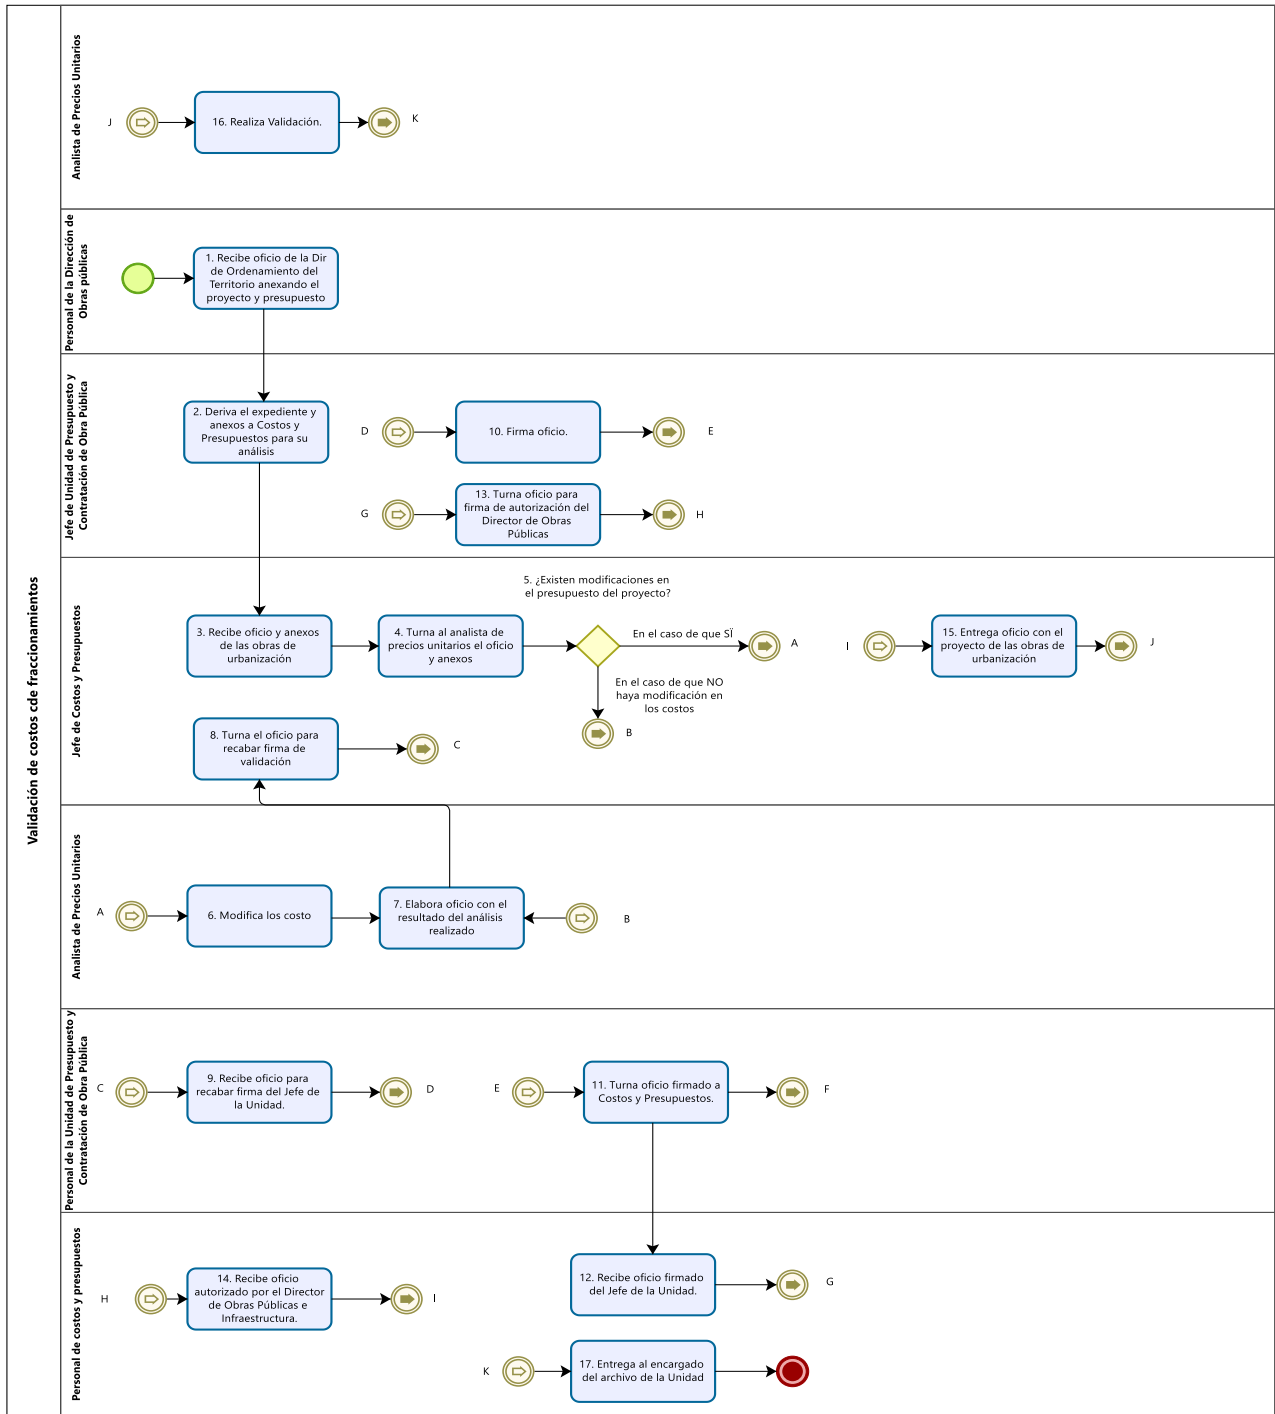 Validación de costos cde fraccionamientos
Analista de Precios Unitarios
J
16. Realiza Validación.
K
Personal de la Dirección de
Obras públicas
1. Recibe oficio de la Dir
de Ordenamiento del
Territorio anexando el
proyecto y presupuesto
Jefe de Unidad de Presupuesto y
Contratación de Obra Pública
2. Deriva el expediente y
anexos a Costos y
Presupuestos para su
análisis
D
10. Firma oficio.
E
G
13. Turna oficio para
firma de autorización del
Director de Obras
Públicas
H
Jefe de Costos y Presupuestos
5. ¿Existen modificaciones en
el presupuesto del proyecto?
3. Recibe oficio y anexos
de las obras de
urbanización
4. Turna al analista de
precios unitarios el oficio
y anexos
En el caso de que SÏ
A
En el caso de que NO
haya modificación en
los costos
B
I
15. Entrega oficio con el
proyecto de las obras de
urbanización
J
8. Turna el oficio para
recabar firma de
validación
C
Analista de Precios Unitarios
A
6. Modifica los costo
7. Elabora oficio con el
resultado del análisis
realizado
B
Personal de la Unidad de Presupuesto y
Contratación de Obra Pública
C
9. Recibe oficio para
recabar firma del Jefe de
la Unidad.
D
E
11. Turna oficio firmado a
Costos y Presupuestos.
F
Personal de costos y presupuestos
H
14. Recibe oficio
autorizado por el Director
de Obras Públicas e
Infraestructura.
I
12. Recibe oficio firmado
del Jefe de la Unidad.
G
K
17. Entrega al encargado
del archivo de la Unidad